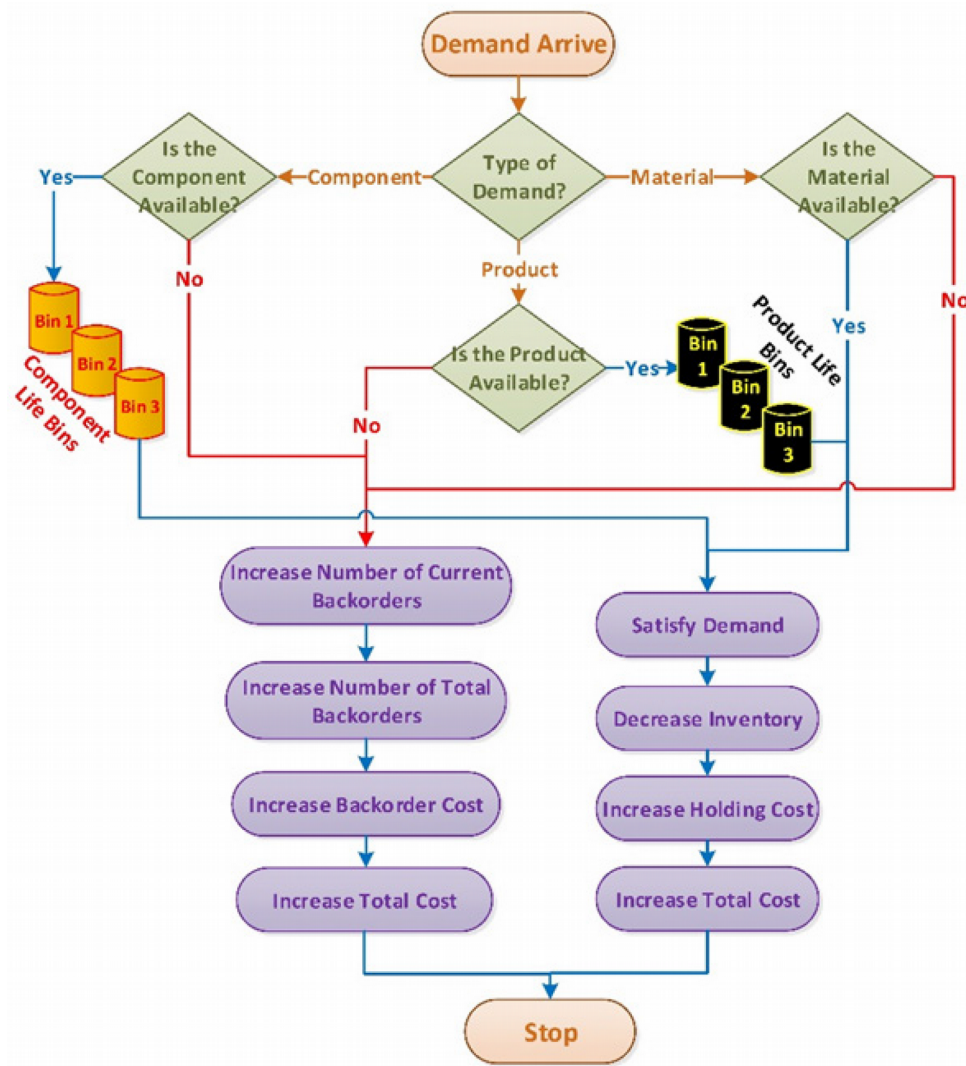 Demand Arrive
Is the
Component
Available?
Type of
Demand?
Is the
Material
Available?
Yes
Component
Material
No
Product
No
Bin 1
Bin 2
Bin 3
Component
Life Bins
Is the Product
Available?
Yes
Bin
1
Bin
2
Bin
3
Product Life
Bins
Yes
No
Increase Number of Current
Backorders
Increase Number of Total
Backorders
Increase Backorder Cost
Increase Total Cost
Satisfy Demand
Decrease Inventory
Increase Holding Cost
Increase Total Cost
Stop